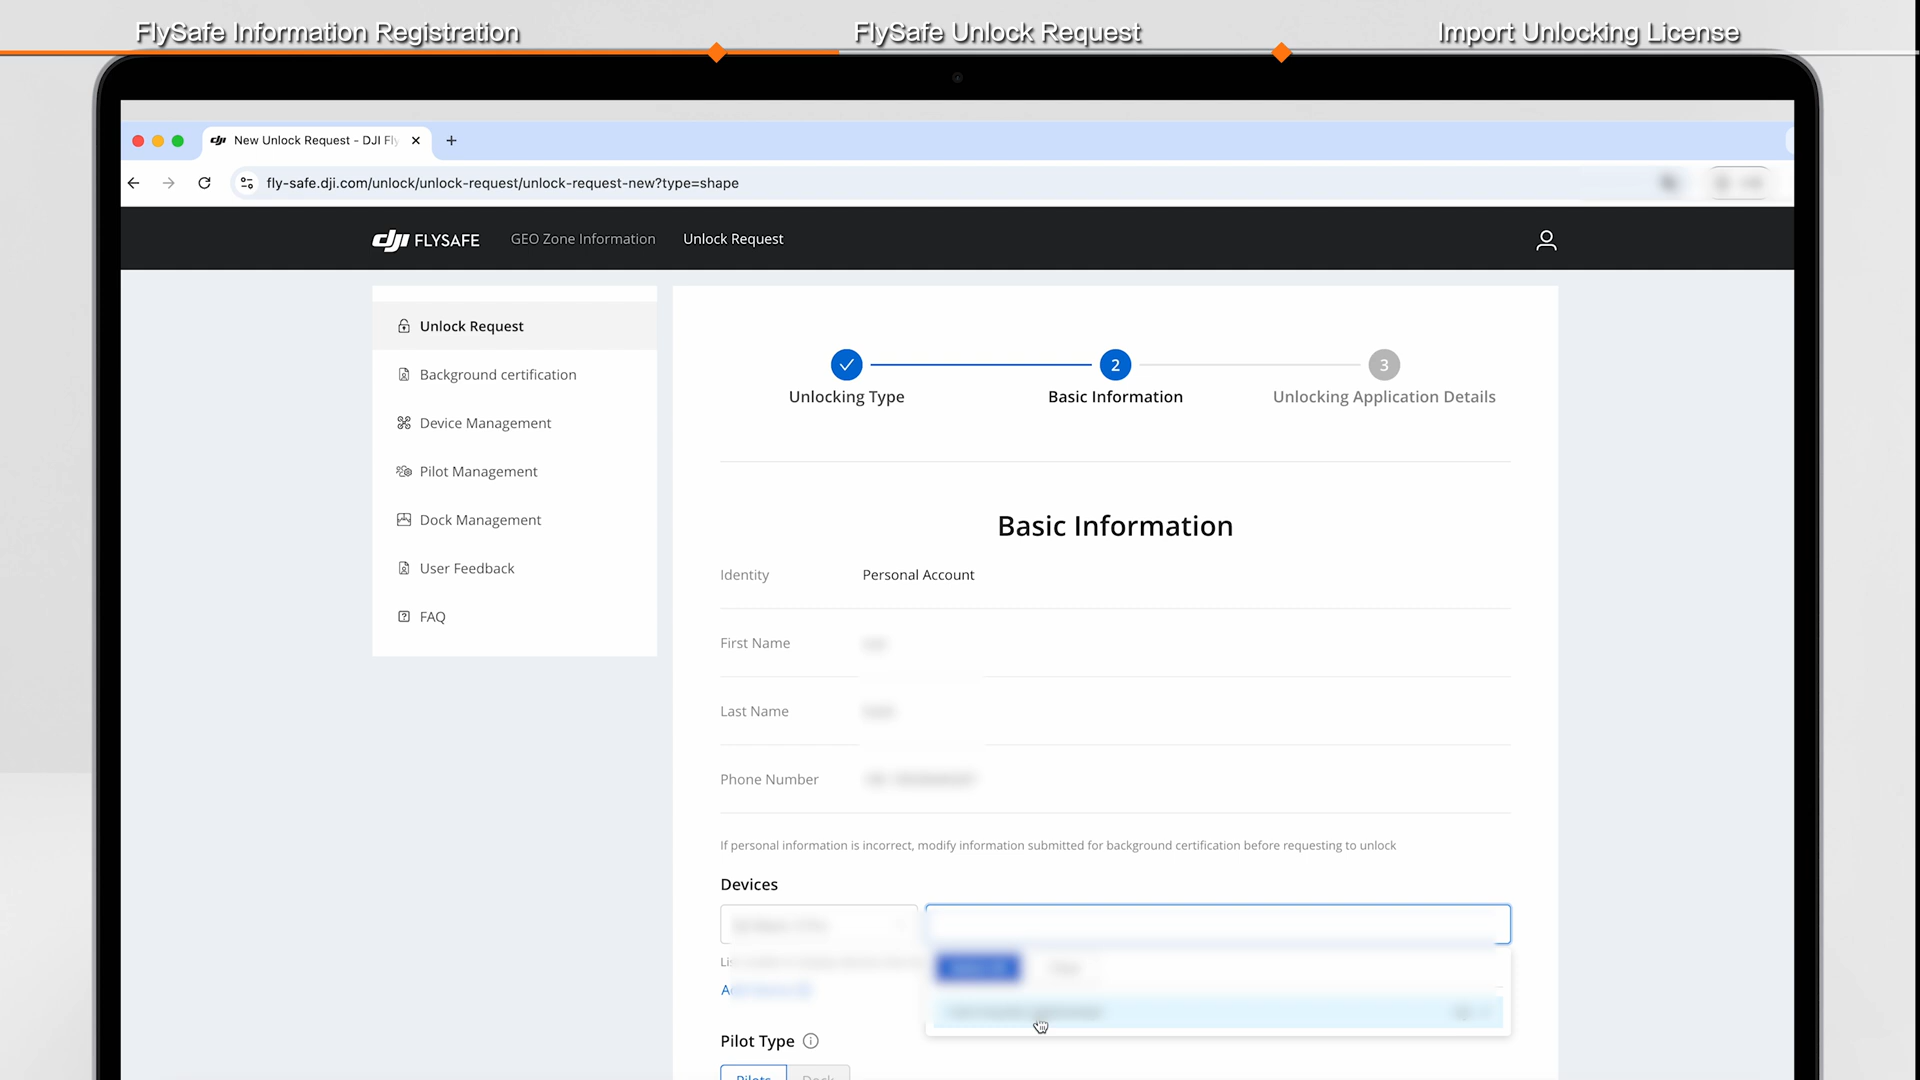 FlySafe Information Registration
FlySafe Unlock Request
Import Unlocking License
New Unlock Request - DJI Fly
fly-safe.dji.com/unlock/unlock-request/unlock-request-new?type=shape
dji FLYSAFE
GEO Zone Information
Unlock Request
Unlock Request
Background certification
Device Management
Pilot Management
Dock Management
User Feedback
FAQ
2
3
Unlocking Type
Basic Information
Unlocking Application Details
Basic Information
Identity
Personal Account
First Name
Last Name
Phone Number
If personal information is incorrect, modify information submitted for background certification before requesting to unlock
Devices
Pilot Type
Pilots
Dock